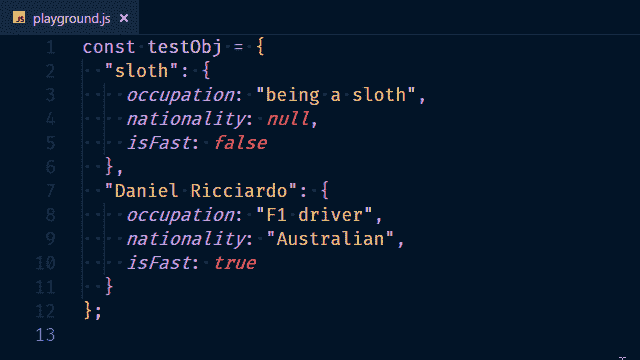 JS playground.js ×
1 const testObj = {
2 "sloth": {
3 occupation: "being a sloth",
4 nationality: null,
5 isFast: false
6 },
7 "Daniel Ricciardo": {
8 occupation: "F1 driver",
9 nationality: "Australian",
10 isFast: true
11 }
12 };
13